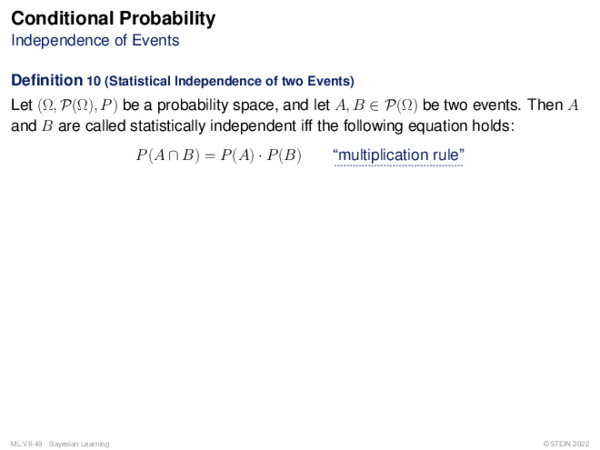 Conditional Probability
Independence of Events
Definition 10 (Statistical Independence of two Events)
Let (Ω, 𝒫(Ω), P) be a probability space, and let A, B ∈ 𝒫(Ω) be two events. Then A
and B are called statistically independent iff the following equation holds:
P(A ∩ B) = P(A) · P(B) “multiplication rule”
ML:VII-49 Bayesian Learning ©STEIN 2022